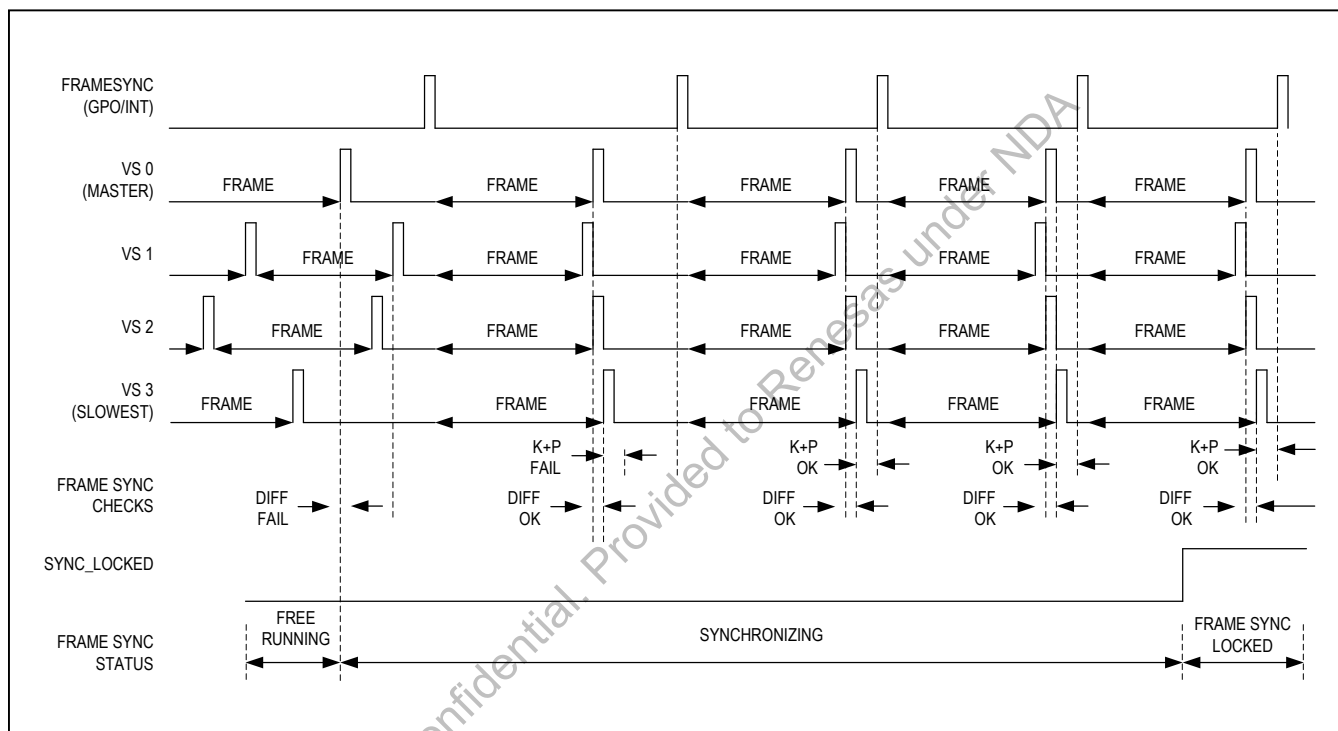 FRAMESYNC
(GPO/INT)
VS 0
(MASTER)
FRAME FRAME FRAME FRAME FRAME
VS 1
FRAME FRAME FRAME FRAME FRAME
VS 2
FRAME FRAME FRAME FRAME FRAME
VS 3
(SLOWEST)
FRAME FRAME FRAME FRAME FRAME
K+P K+P K+P K+P
FAIL OK OK OK
FRAME SYNC
CHECKS
DIFF DIFF DIFF DIFF DIFF
FAIL OK OK OK OK
SYNC_LOCKED
FRAME SYNC
STATUS
FREE
RUNNING
SYNCHRONIZING
FRAME SYNC
LOCKED
onfidential. Provided to Renesas under NDA